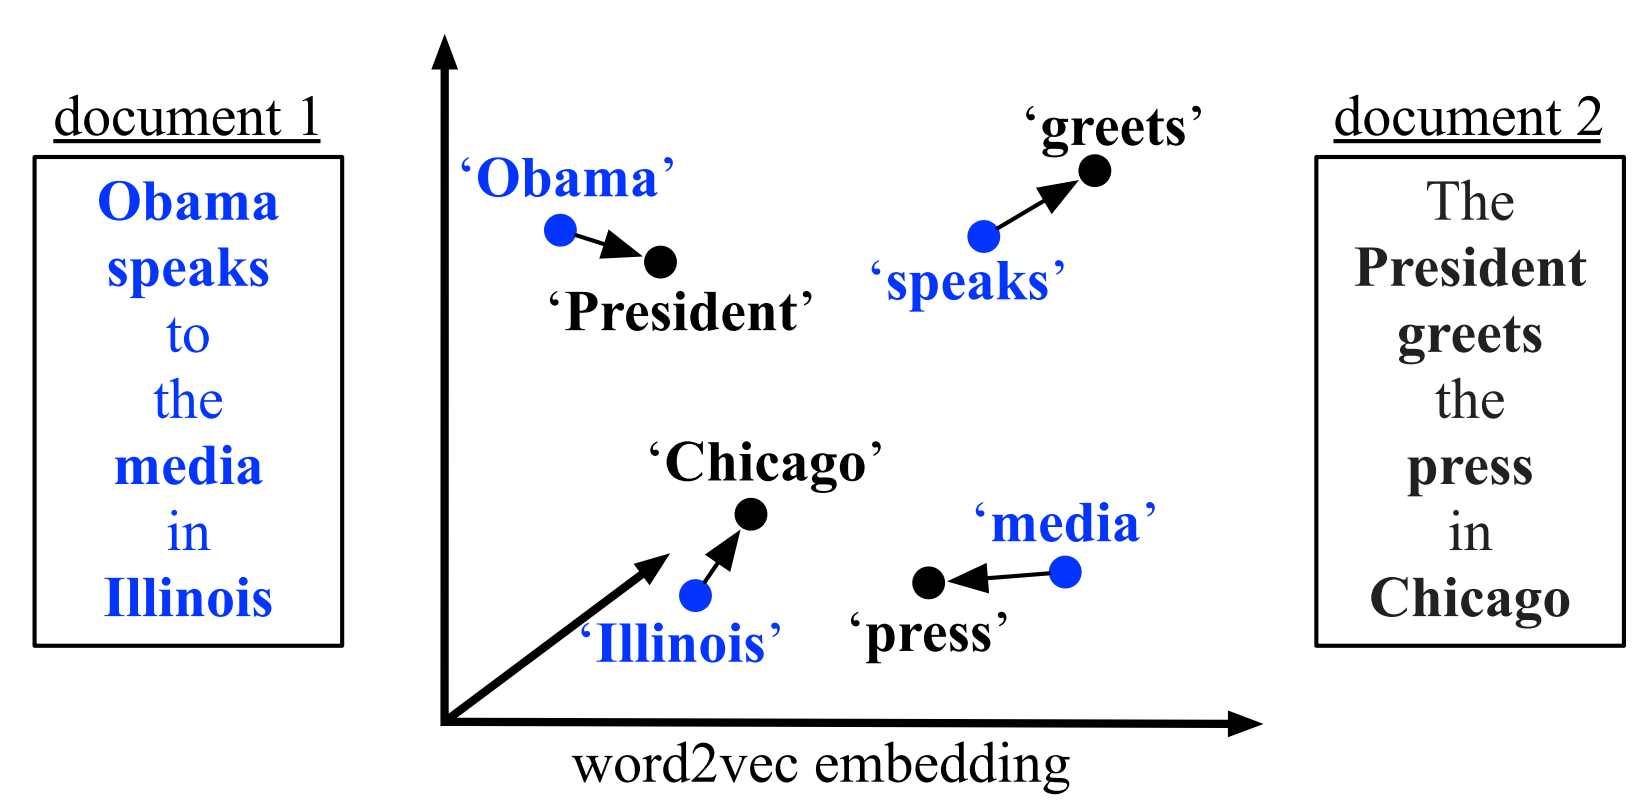 document 1
Obama
speaks
to
the
media
in
Illinois
‘Obama’
‘President’
‘greets’
‘speaks’
‘Chicago’
‘Illinois’
‘media’
‘press’
word2vec embedding
document 2
The
President
greets
the
press
in
Chicago